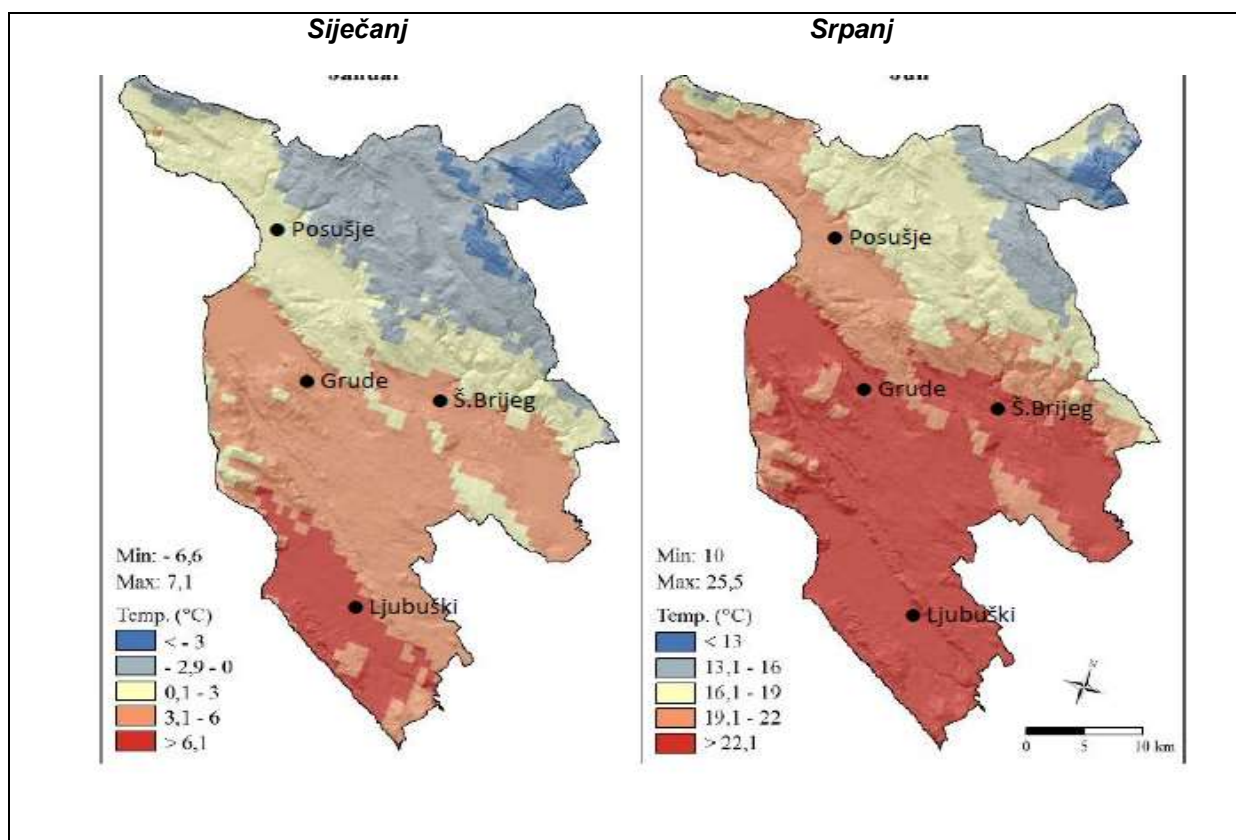 Siječanj
Srpanj
Januar
Posušje
Grude
Š.Brijeg
Ljubuški
Min: - 6,6
Max: 7,1
Temp. (°C)
< - 3
- 2,9 - 0
0,1 - 3
3,1 - 6
> 6,1
Posušje
Grude
Š.Brijeg
Ljubuški
Min: 10
Max: 25,5
Temp. (°C)
< 13
13,1 - 16
16,1 - 19
19,1 - 22
> 22,1
N
0 5 10 km